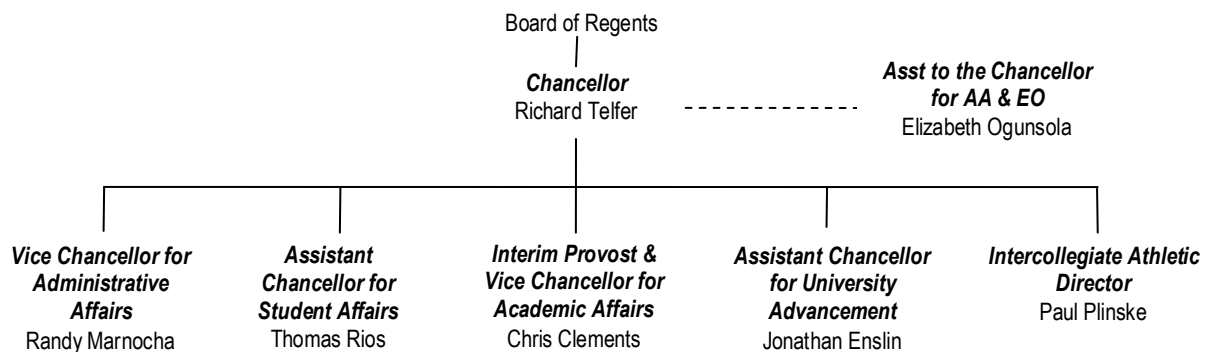 Board of Regents
Chancellor
Richard Telfer
Asst to the Chancellor
for AA & EO
Elizabeth Ogunsola
Vice Chancellor for
Administrative
Affairs
Randy Marnocha
Assistant
Chancellor for
Student Affairs
Thomas Rios
Interim Provost &
Vice Chancellor for
Academic Affairs
Chris Clements
Assistant Chancellor
for University
Advancement
Jonathan Enslin
Intercollegiate Athletic
Director
Paul Plinske